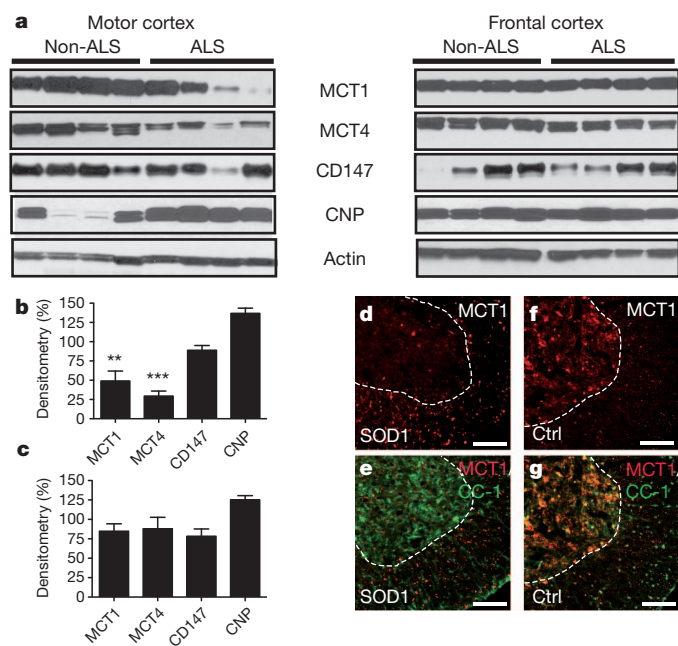 a
Motor cortex
Frontal cortex
Non-ALS ALS
Non-ALS ALS
MCT1
MCT4
CD147
CNP
Actin
b
Densitometry (%)
150
125
100
75
50
25
0
** ***
MCT1 MCT4 CD147 CNP
c
Densitometry (%)
150
125
100
75
50
25
0
MCT1 MCT4 CD147 CNP
d MCT1
SOD1
f MCT1
Ctrl
e MCT1
CC-1
SOD1
g MCT1
CC-1
Ctrl